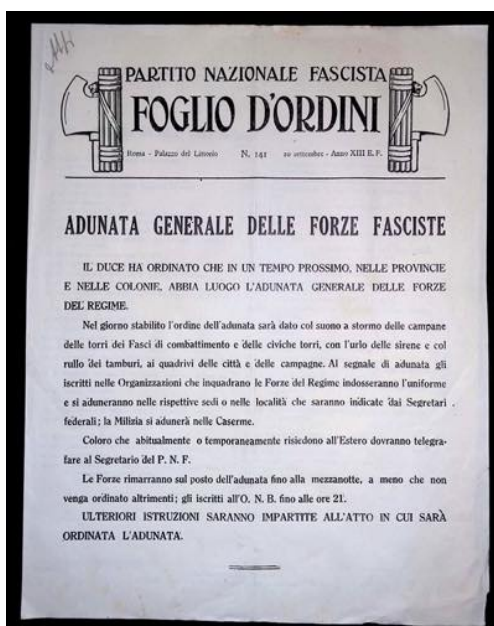 PARTITO NAZIONALE FASCISTA
FOGLIO D'ORDINI
Roma - Palazzo del Littorio N. 141 10 settembre - Anno XIII E. F.
ADUNATA GENERALE DELLE FORZE FASCISTE
IL DUCE HA ORDINATO CHE IN UN TEMPO PROSSIMO, NELLE PROVINCIE
E NELLE COLONIE, ABBIA LUOGO L'ADUNATA GENERALE DELLE FORZE
DEL REGIME.
Nel giorno stabilito l'ordine dell'adunata sarà dato col suono a stormo delle campane
delle torri dei Fasci di combattimento e delle civiche torri, con l'urlo delle sirene e col
rullo dei tamburi, ai quadrivi delle città e delle campagne. Al segnale di adunata gli
iscritti nelle Organizzazioni che inquadrano le Forze del Regime indosseranno l'uniforme
e si aduneranno nelle rispettive sedi o nelle località che saranno indicate dai Segretari
federali; la Milizia si adunerà nelle Caserme.
Coloro che abitualmente o temporaneamente risiedono all'Estero dovranno telegra-
fare al Segretario del P. N. F.
Le Forze rimarranno sul posto dell'adunata fino alla mezzanotte, a meno che non
venga ordinato altrimenti; gli iscritti all'O. N. B. fino alle ore 21.
ULTERIORI ISTRUZIONI SARANNO IMPARTITE ALL'ATTO IN CUI SARÀ
ORDINATA L'ADUNATA.